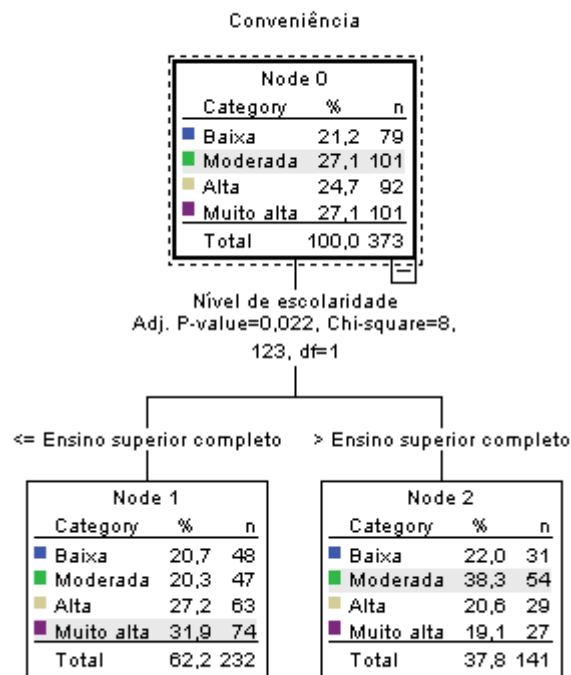 Conveniência
Node 0
Category % n
Baixa 21,2 79
Moderada 27,1 101
Alta 24,7 92
Muito alta 27,1 101
Total 100,0 373
Nível de escolaridade
Adj. P-value=0,022, Chi-square=8,
123, df=1
<= Ensino superior completo
> Ensino superior completo
Node 1
Category % n
Baixa 20,7 48
Moderada 20,3 47
Alta 27,2 63
Muito alta 31,9 74
Total 62,2 232
Node 2
Category % n
Baixa 22,0 31
Moderada 38,3 54
Alta 20,6 29
Muito alta 19,1 27
Total 37,8 141